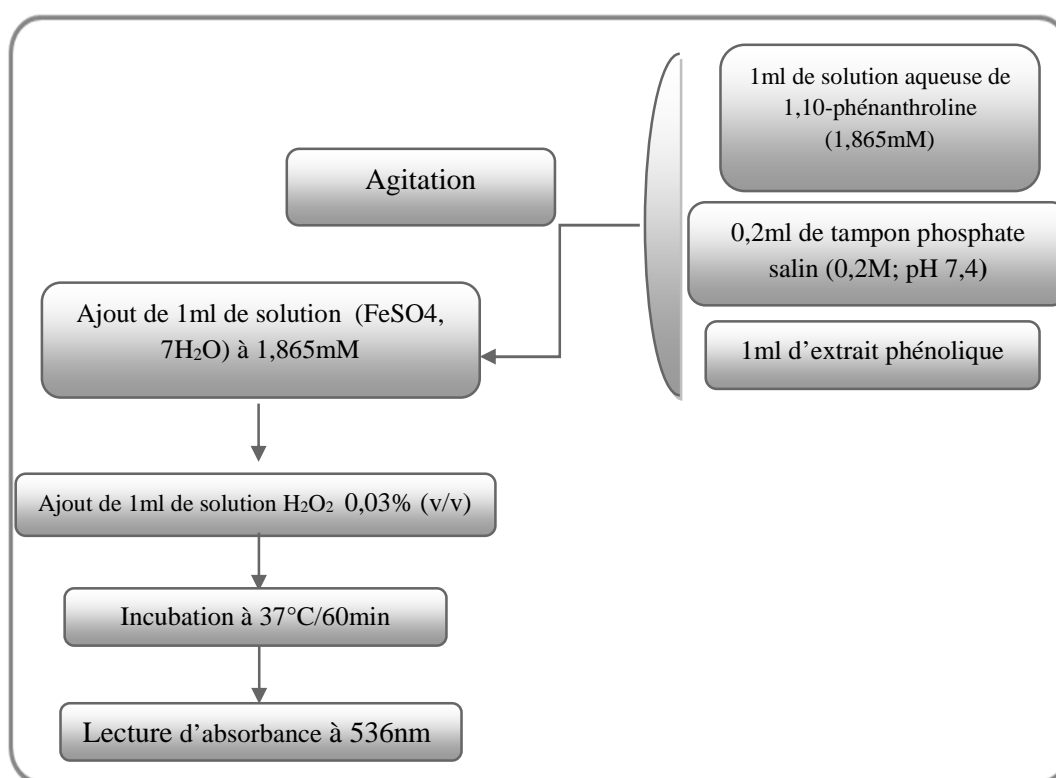 1ml de solution aqueuse de
1,10-phénanthroline
(1,865mM)
0,2ml de tampon phosphate
salin (0,2M; pH 7,4)
1ml d’extrait phénolique
Agitation
Ajout de 1ml de solution (FeSO4,
7H₂O) à 1,865mM
Ajout de 1ml de solution H₂O₂ 0,03% (v/v)
Incubation à 37°C/60min
Lecture d’absorbance à 536nm